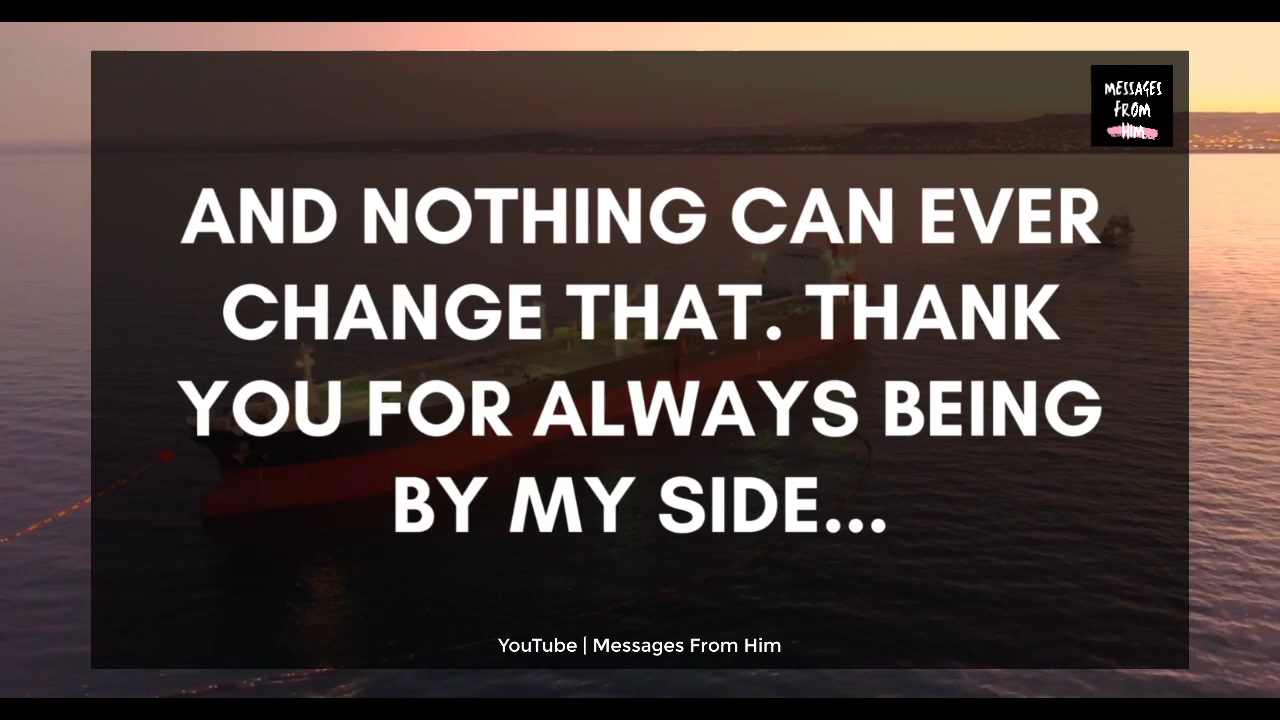 MESSAGES
FROM
HIM
AND NOTHING CAN EVER
CHANGE THAT. THANK
YOU FOR ALWAYS BEING
BY MY SIDE...
YouTube | Messages From Him